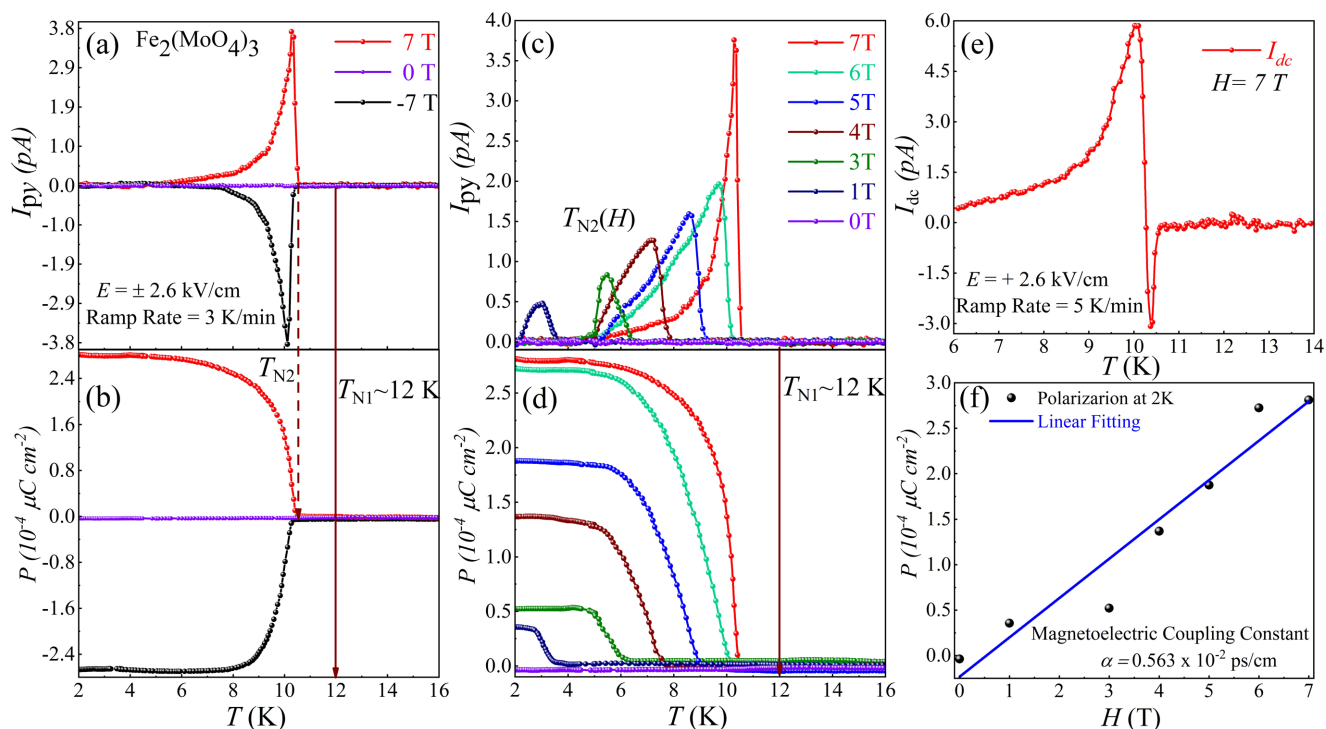 (a)
Fe2(MoO4)3
7 T
0 T
-7 T
3.8
2.9
1.9
1.0
0.0
-1.0
-1.9
-2.9
-3.8
Ipy (pA)
E = ± 2.6 kV/cm
Ramp Rate = 3 K/min
(b)
TN2
TN1~12 K
2.4
1.6
0.8
0.0
-0.8
-1.6
-2.4
P (10-4 μC cm-2)
2 4 6 8 10 12 14 16
T (K)
(c)
7T
6T
5T
4T
3T
1T
0T
TN2(H)
4.0
3.5
3.0
2.5
2.0
1.5
1.0
0.5
0.0
Ipy (pA)
(d)
TN1~12 K
3.0
2.5
2.0
1.5
1.0
0.5
0.0
P (10-4 μC cm-2)
2 4 6 8 10 12 14 16
T (K)
(e)
Idc
H= 7 T
6.0
4.5
3.0
1.5
0.0
-1.5
-3.0
Idc (pA)
E = + 2.6 kV/cm
Ramp Rate = 5 K/min
6 7 8 9 10 11 12 13 14
T (K)
(f)
Polarizarion at 2K
Linear Fitting
3.0
2.5
2.0
1.5
1.0
0.5
0.0
P (10-4 μC cm-2)
Magnetoelectric Coupling Constant
α = 0.563 x 10-2 ps/cm
0 1 2 3 4 5 6 7
H (T)